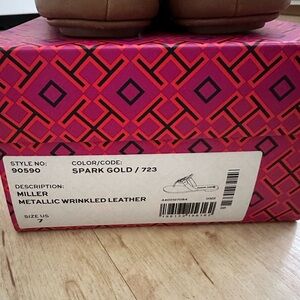 STYLE NO: COLOR/CODE:
90590 SPARK GOLD / 723
DESCRIPTION:
MILLER
METALLIC WRINKLED LEATHER
SIZE US
7